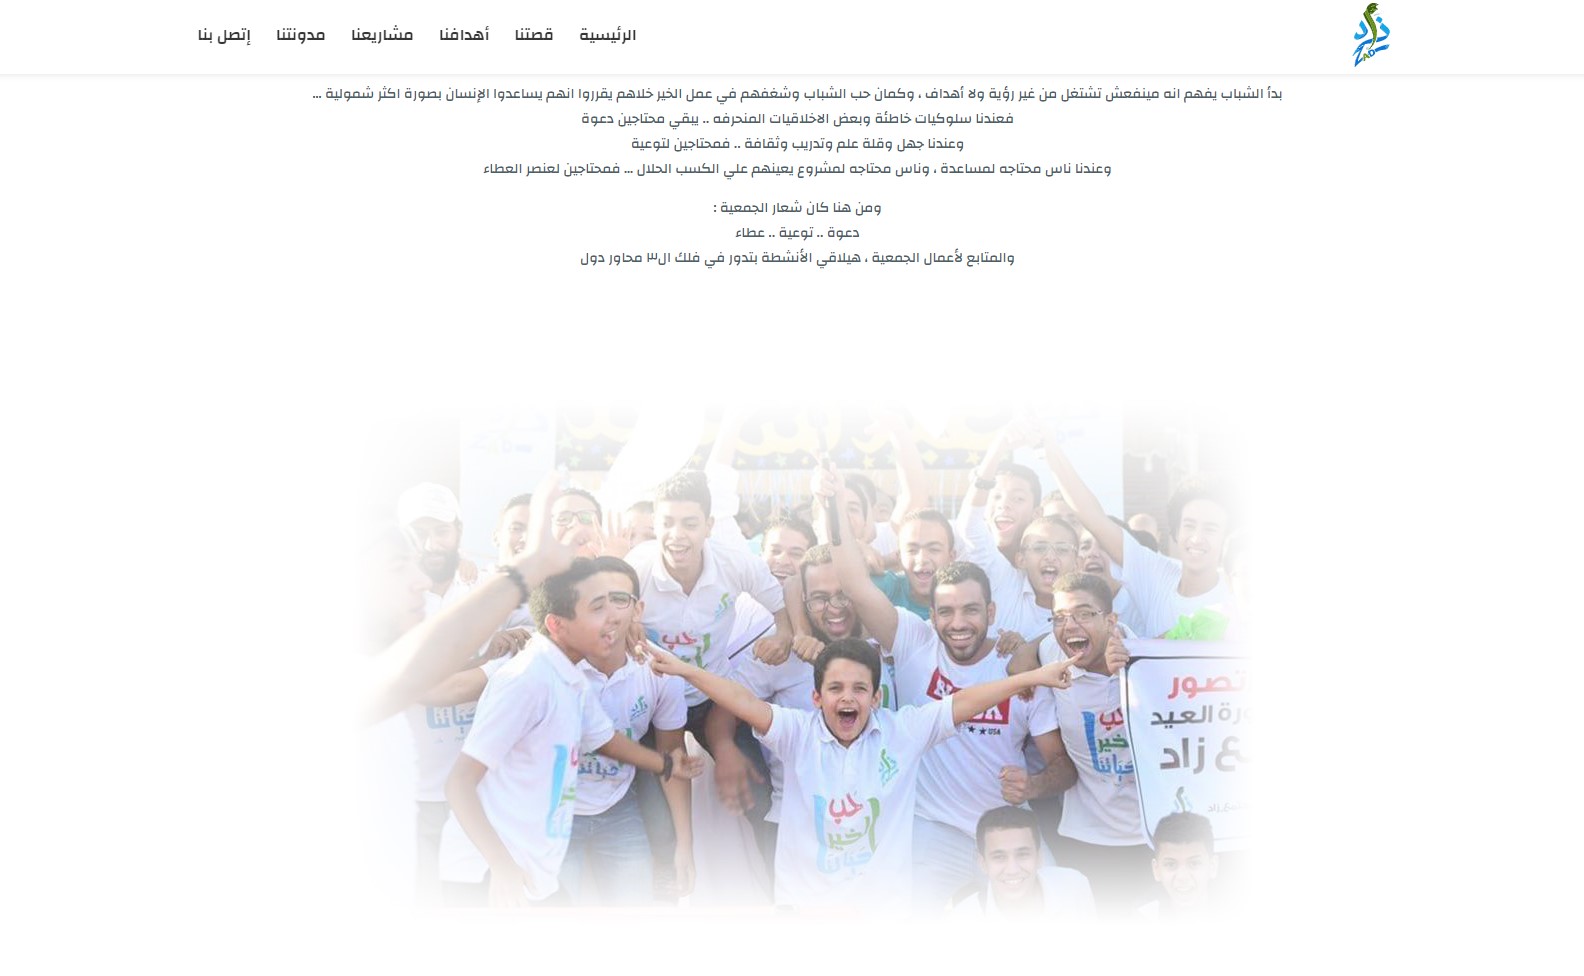 زاد
ZAD
الرئيسية قصتنا أهدافنا مشاريعنا مدونتنا إتصل بنا
بدأ الشباب يفهم انه مينفعش تشتغل من غير رؤية ولا أهداف ، وكمان حب الشباب وشغفهم في عمل الخير خلاهم يقرروا انهم يساعدوا الإنسان بصورة اكثر شمولية ...
فعندنا سلوكيات خاطئة وبعض الاخلاقيات المنحرفه .. يبقي محتاجين دعوة
وعندنا جهل وقلة علم وتدريب وثقافة .. فمحتاجين لتوعية
وعندنا ناس محتاجه لمساعدة ، وناس محتاجه لمشروع يعينهم علي الكسب الحلال ... فمحتاجين لعنصر العطاء
ومن هنا كان شعار الجمعية :
دعوة .. توعية .. عطاء
والمتابع لأعمال الجمعية ، هيلاقي الأنشطة بتدور في فلك ال٣ محاور دول
حب
الخير
حياتنا
USA
تصور
العيد
زاد